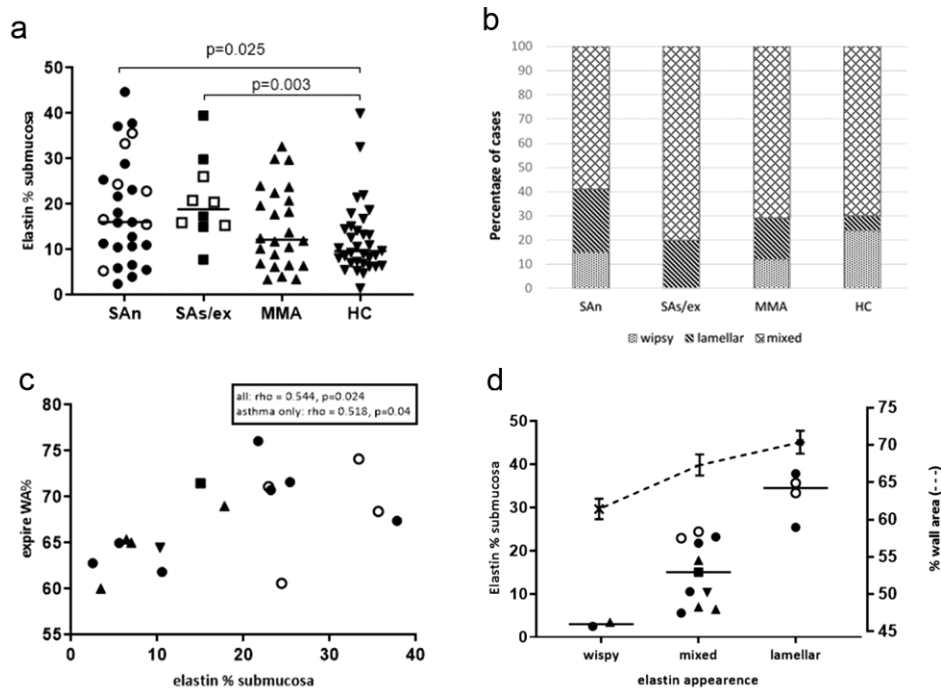 a
p=0.025
p=0.003
Elastin % submucosa
50
40
30
20
10
0
SAn SAs/ex MMA HC
b
Percentage of cases
100
90
80
70
60
50
40
30
20
10
0
SAn SAs/ex MMA HC
wipsy lamellar mixed
c
all: rho = 0.544, p=0.024
asthma only: rho = 0.518, p=0.04
expire WA%
80
75
70
65
60
55
0 10 20 30 40
elastin % submucosa
d
Elastin % submucosa
50
40
30
20
10
0
75
70
65
60
55
50
45
% wall area (---)
wispy mixed lamellar
elastin appearence